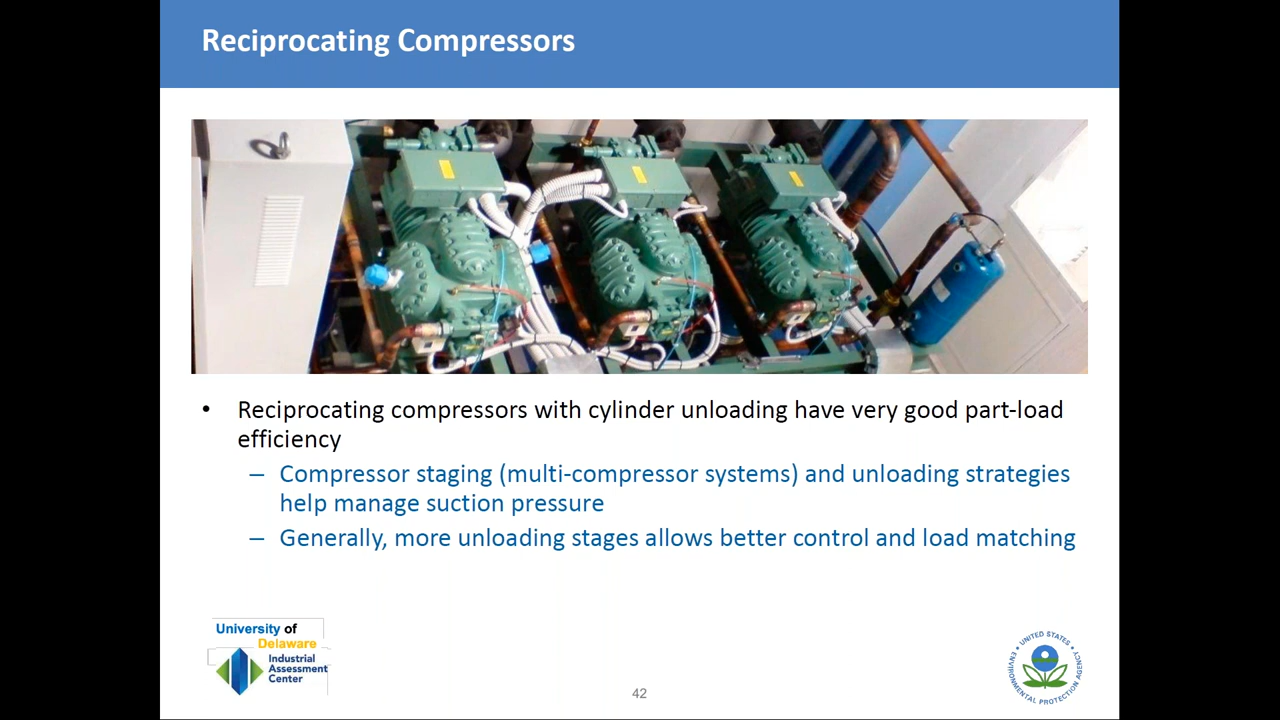 Reciprocating Compressors
• Reciprocating compressors with cylinder unloading have very good part-load
efficiency
– Compressor staging (multi-compressor systems) and unloading strategies
help manage suction pressure
– Generally, more unloading stages allows better control and load matching
University of
Delaware
Industrial
Assessment
Center
42
UNITED STATES
ENVIRONMENTAL PROTECTION AGENCY